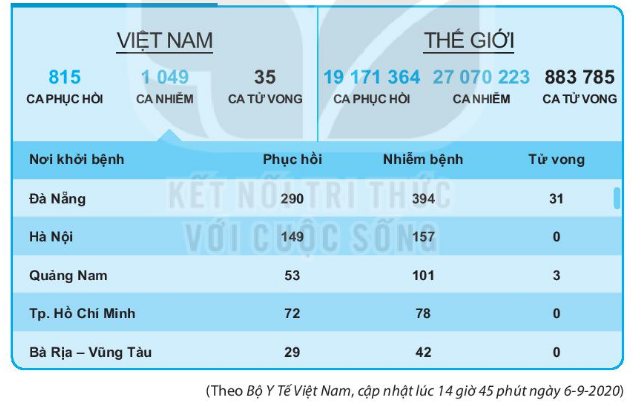 VIỆT NAM THẾ GIỚI
815 1 049 35 19 171 364 27 070 223 883 785
CA PHỤC HỒI CA NHIỄM CA TỬ VONG CA PHỤC HỒI CA NHIỄM CA TỬ VONG
Nơi khởi bệnh Phục hồi Nhiễm bệnh Tử vong
Đà Nẵng 290 394 31
KẾT NỐI TRI THỨC
Hà Nội 149 157 0
VỚI CUỘC SỐNG
Quảng Nam 53 101 3
Tp. Hồ Chí Minh 72 78 0
Bà Rịa – Vũng Tàu 29 42 0
(Theo Bộ Y Tế Việt Nam, cập nhật lúc 14 giờ 45 phút ngày 6-9-2020)